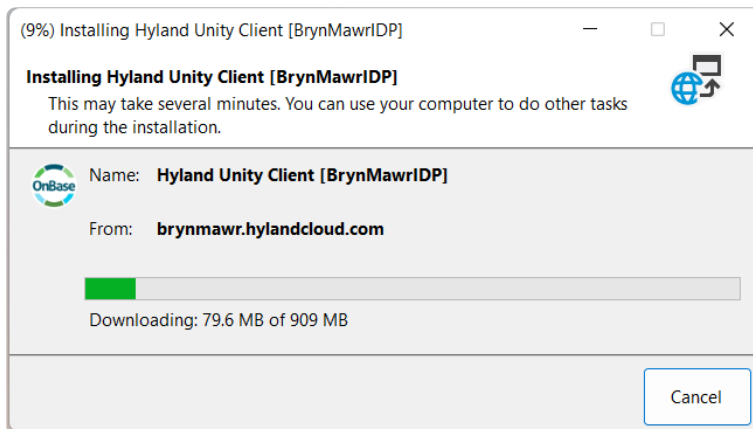 (9%) Installing Hyland Unity Client [BrynMawrIDP]
Installing Hyland Unity Client [BrynMawrIDP]
This may take several minutes. You can use your computer to do other tasks
during the installation.
OnBase
Name: Hyland Unity Client [BrynMawrIDP]
From: brynmawr.hylandcloud.com
Downloading: 79.6 MB of 909 MB
Cancel